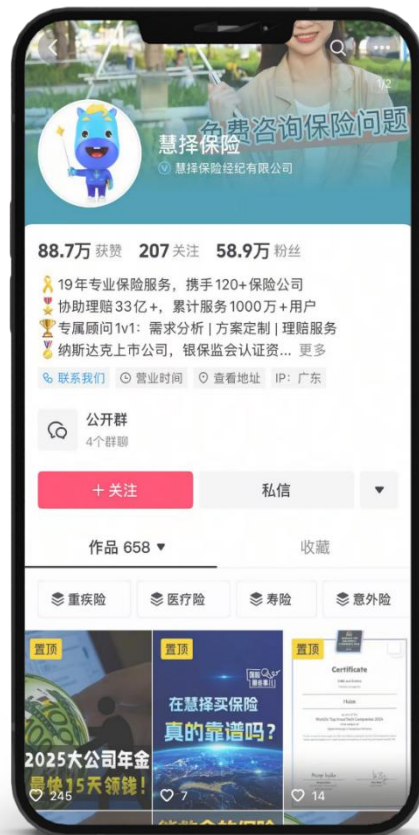 1/2
免费咨询保险问题
慧择保险
慧择保险经纪有限公司
88.7万 获赞 207 关注 58.9万 粉丝
19年专业保险服务，携手120+保险公司
协助理赔33亿+，累计服务1000万+用户
专属顾问1v1：需求分析 | 方案定制 | 理赔服务
纳斯达克上市公司，银保监会认证资... 更多
联系我们 营业时间 查看地址 IP：广东
公开群
4个群聊
+ 关注 私信
作品 658 收藏
重疾险 医疗险 寿险 意外险
置顶 置顶 置顶
Certificate
在慧择买保险
真的靠谱吗？
2025大公司年金
最快15天领钱！
245 7 14